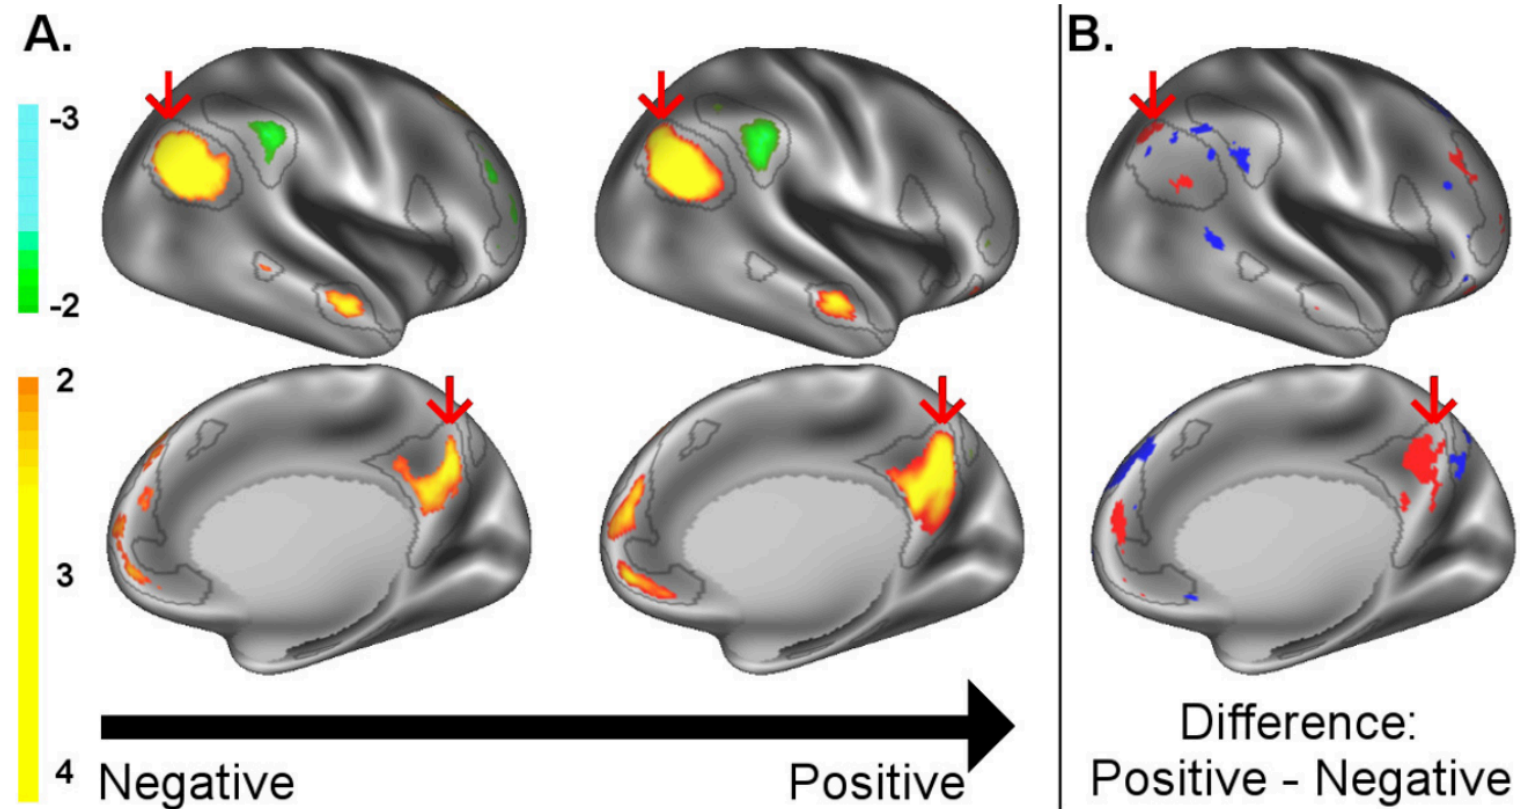 A.
B.
-3
-2
2
3
4
Negative
Positive
Difference:
Positive - Negative